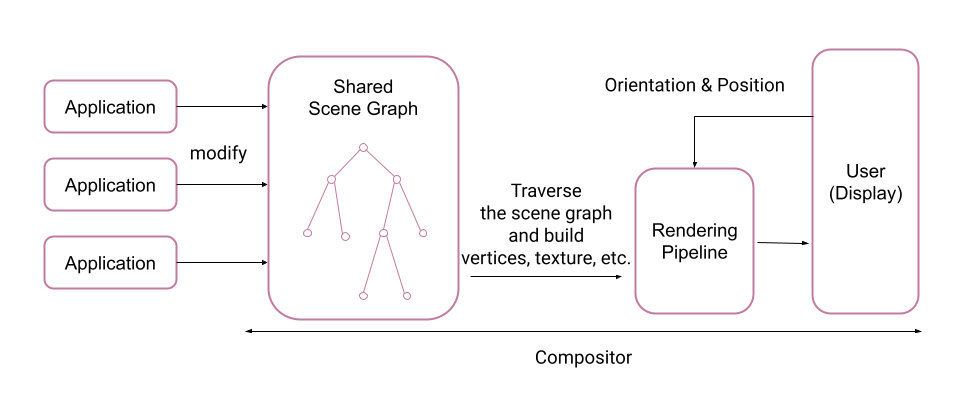 Application
Application
Application
modify
Shared
Scene Graph
Traverse
the scene graph
and build
vertices, texture, etc.
Orientation & Position
Rendering
Pipeline
User
(Display)
Compositor